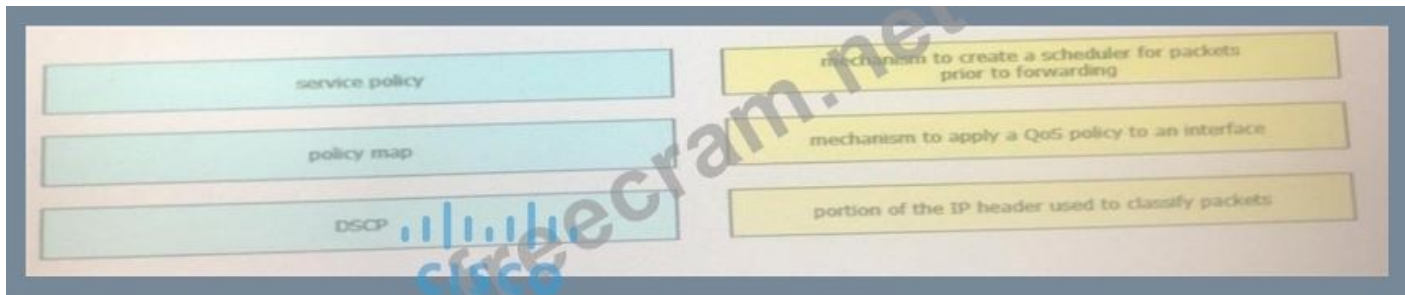 service policy
policy map
DSCP
mechanism to create a scheduler for packets
prior to forwarding
mechanism to apply a QoS policy to an interface
portion of the IP header used to classify packets
freecram.net
cisco